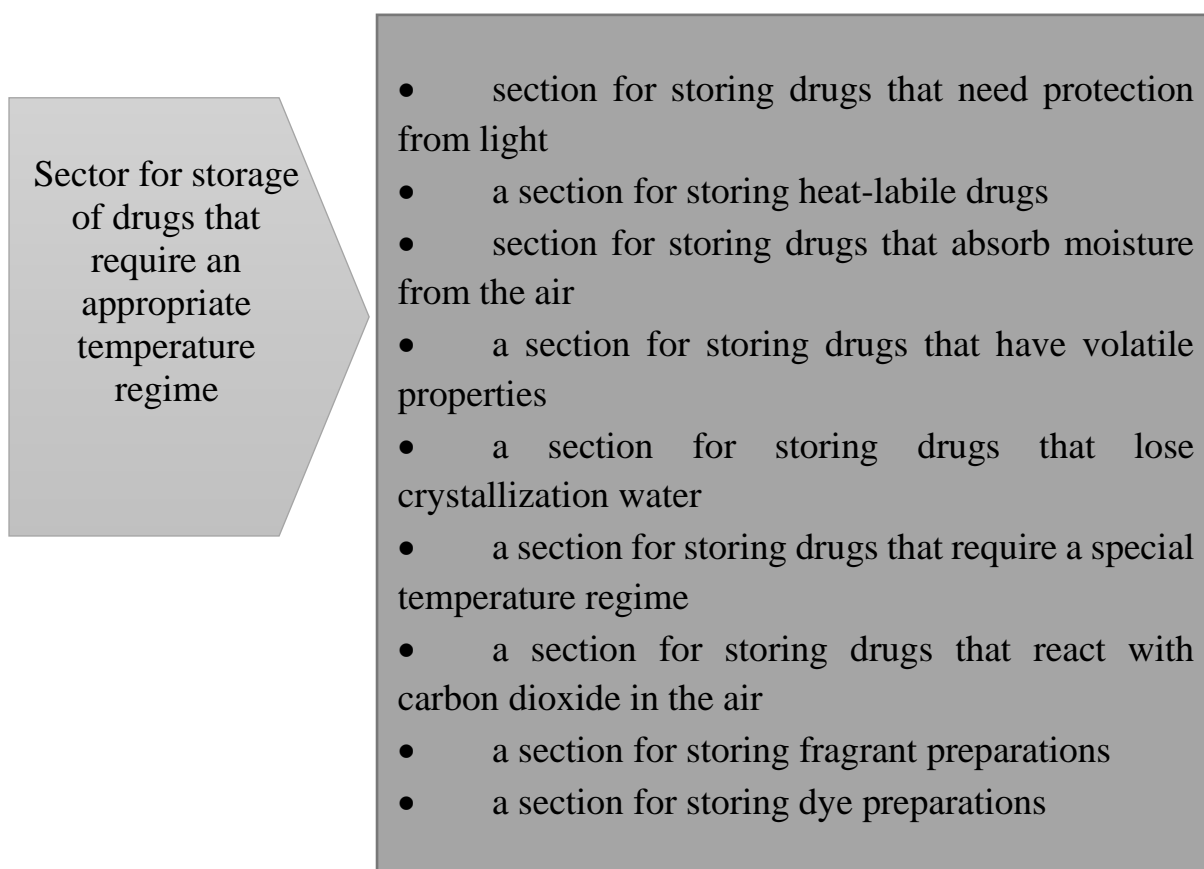 Sector for storage
of drugs that
require an
appropriate
temperature
regime
• section for storing drugs that need protection
from light
• a section for storing heat-labile drugs
• section for storing drugs that absorb moisture
from the air
• a section for storing drugs that have volatile
properties
• a section for storing drugs that lose
crystallization water
• a section for storing drugs that require a special
temperature regime
• a section for storing drugs that react with
carbon dioxide in the air
• a section for storing fragrant preparations
• a section for storing dye preparations